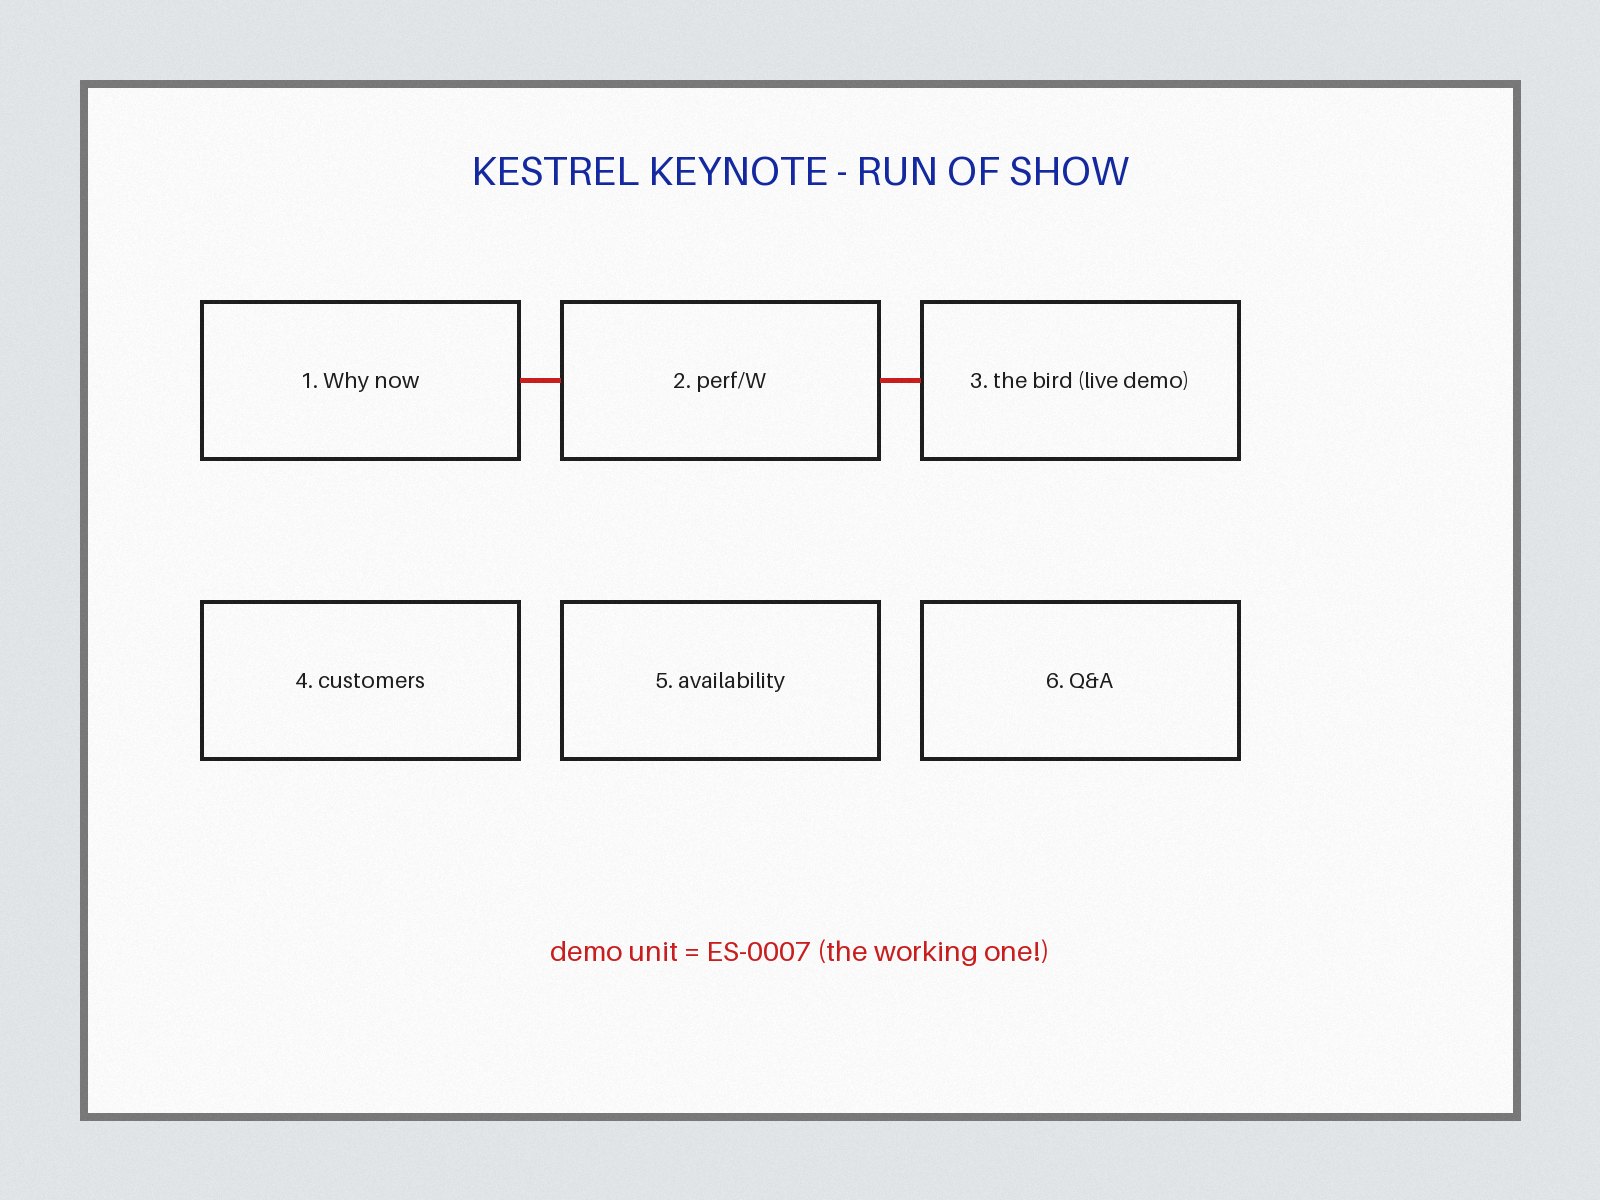 KESTREL KEYNOTE - RUN OF SHOW
1. Why now
2. perf/W
3. the bird (live demo)
4. customers
5. availability
6. Q&A
demo unit = ES-0007 (the working one!)